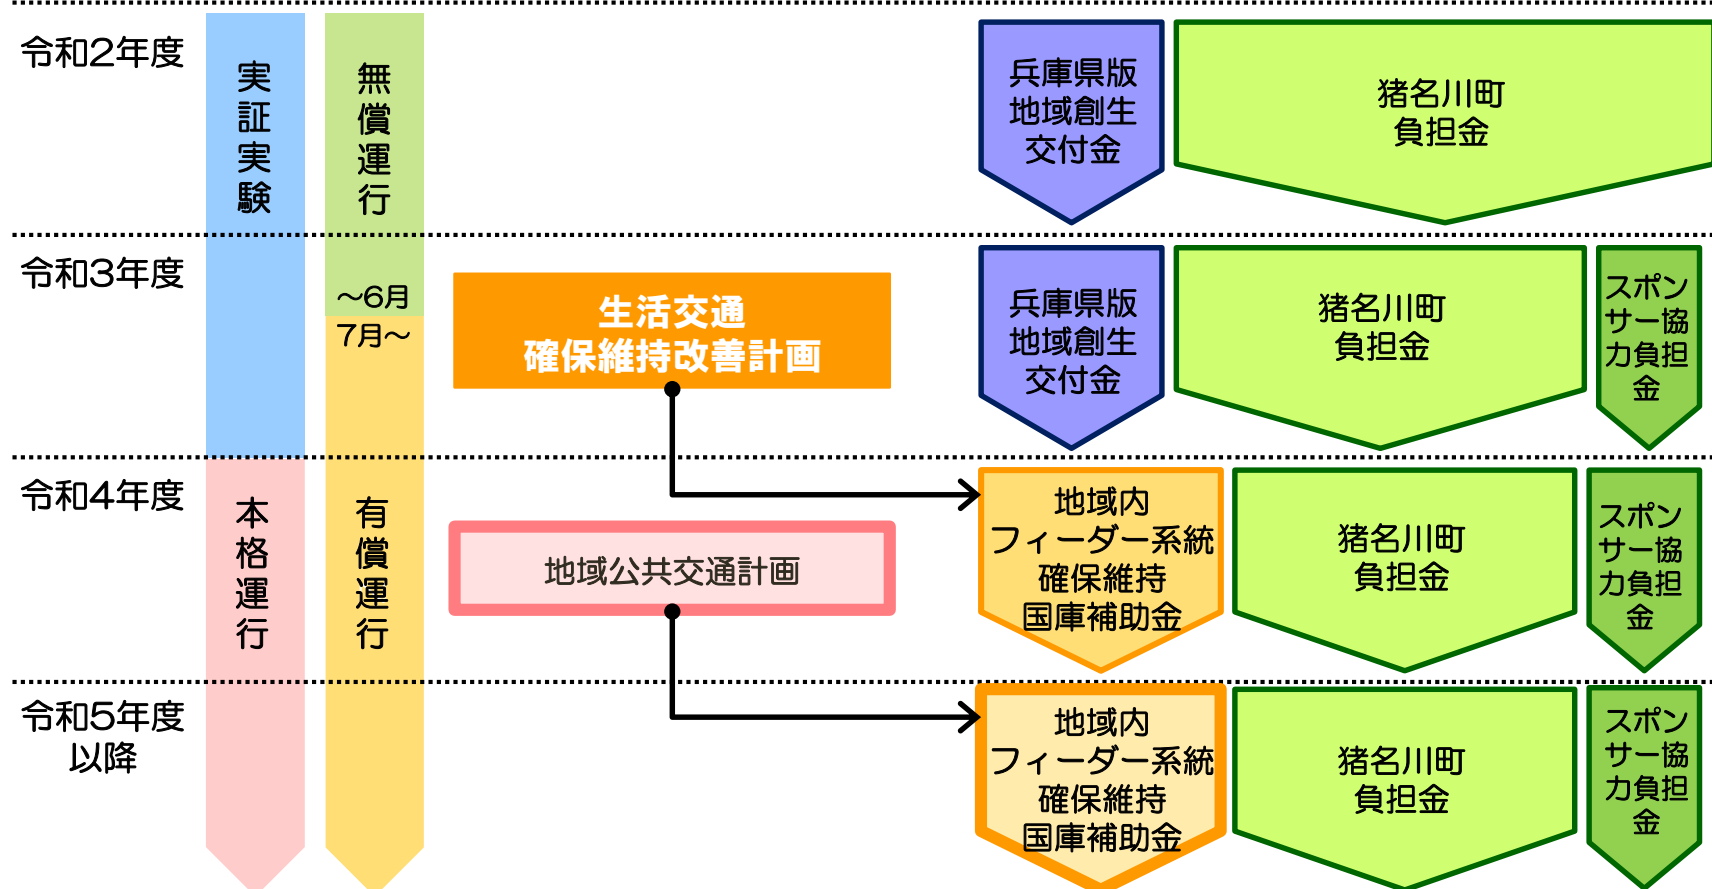 令和2年度
実証実験
無償運行
兵庫県版
地域創生
交付金
猪名川町
負担金
令和3年度
～6月
7月～
生活交通
確保維持改善計画
兵庫県版
地域創生
交付金
猪名川町
負担金
スポン
サー協
力負担
金
令和4年度
本格運行
有償運行
地域公共交通計画
地域内
フィーダー系統
確保維持
国庫補助金
猪名川町
負担金
スポン
サー協
力負担
金
令和5年度
以降
地域内
フィーダー系統
確保維持
国庫補助金
猪名川町
負担金
スポン
サー協
力負担
金